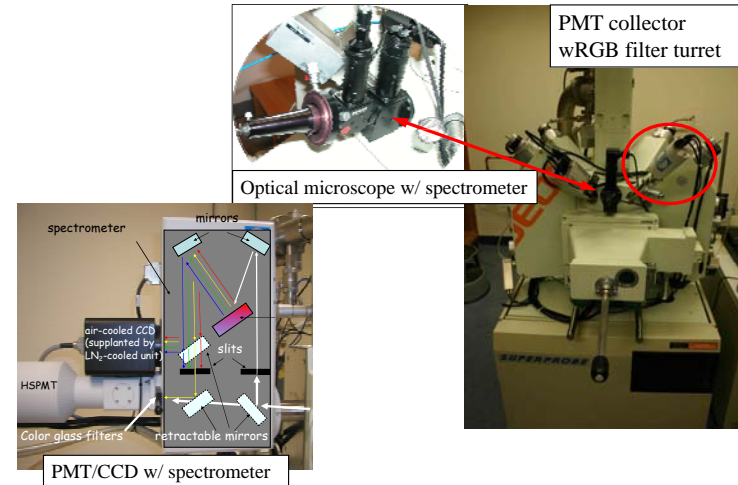 PMT collector
wRGB filter turret
Optical microscope w/ spectrometer
mirrors
spectrometer
air-cooled CCD
(supplanted by
LN₂-cooled unit)
slits
HSPMT
Color glass filters
retractable mirrors
PMT/CCD w/ spectrometer
SUPERPROBE